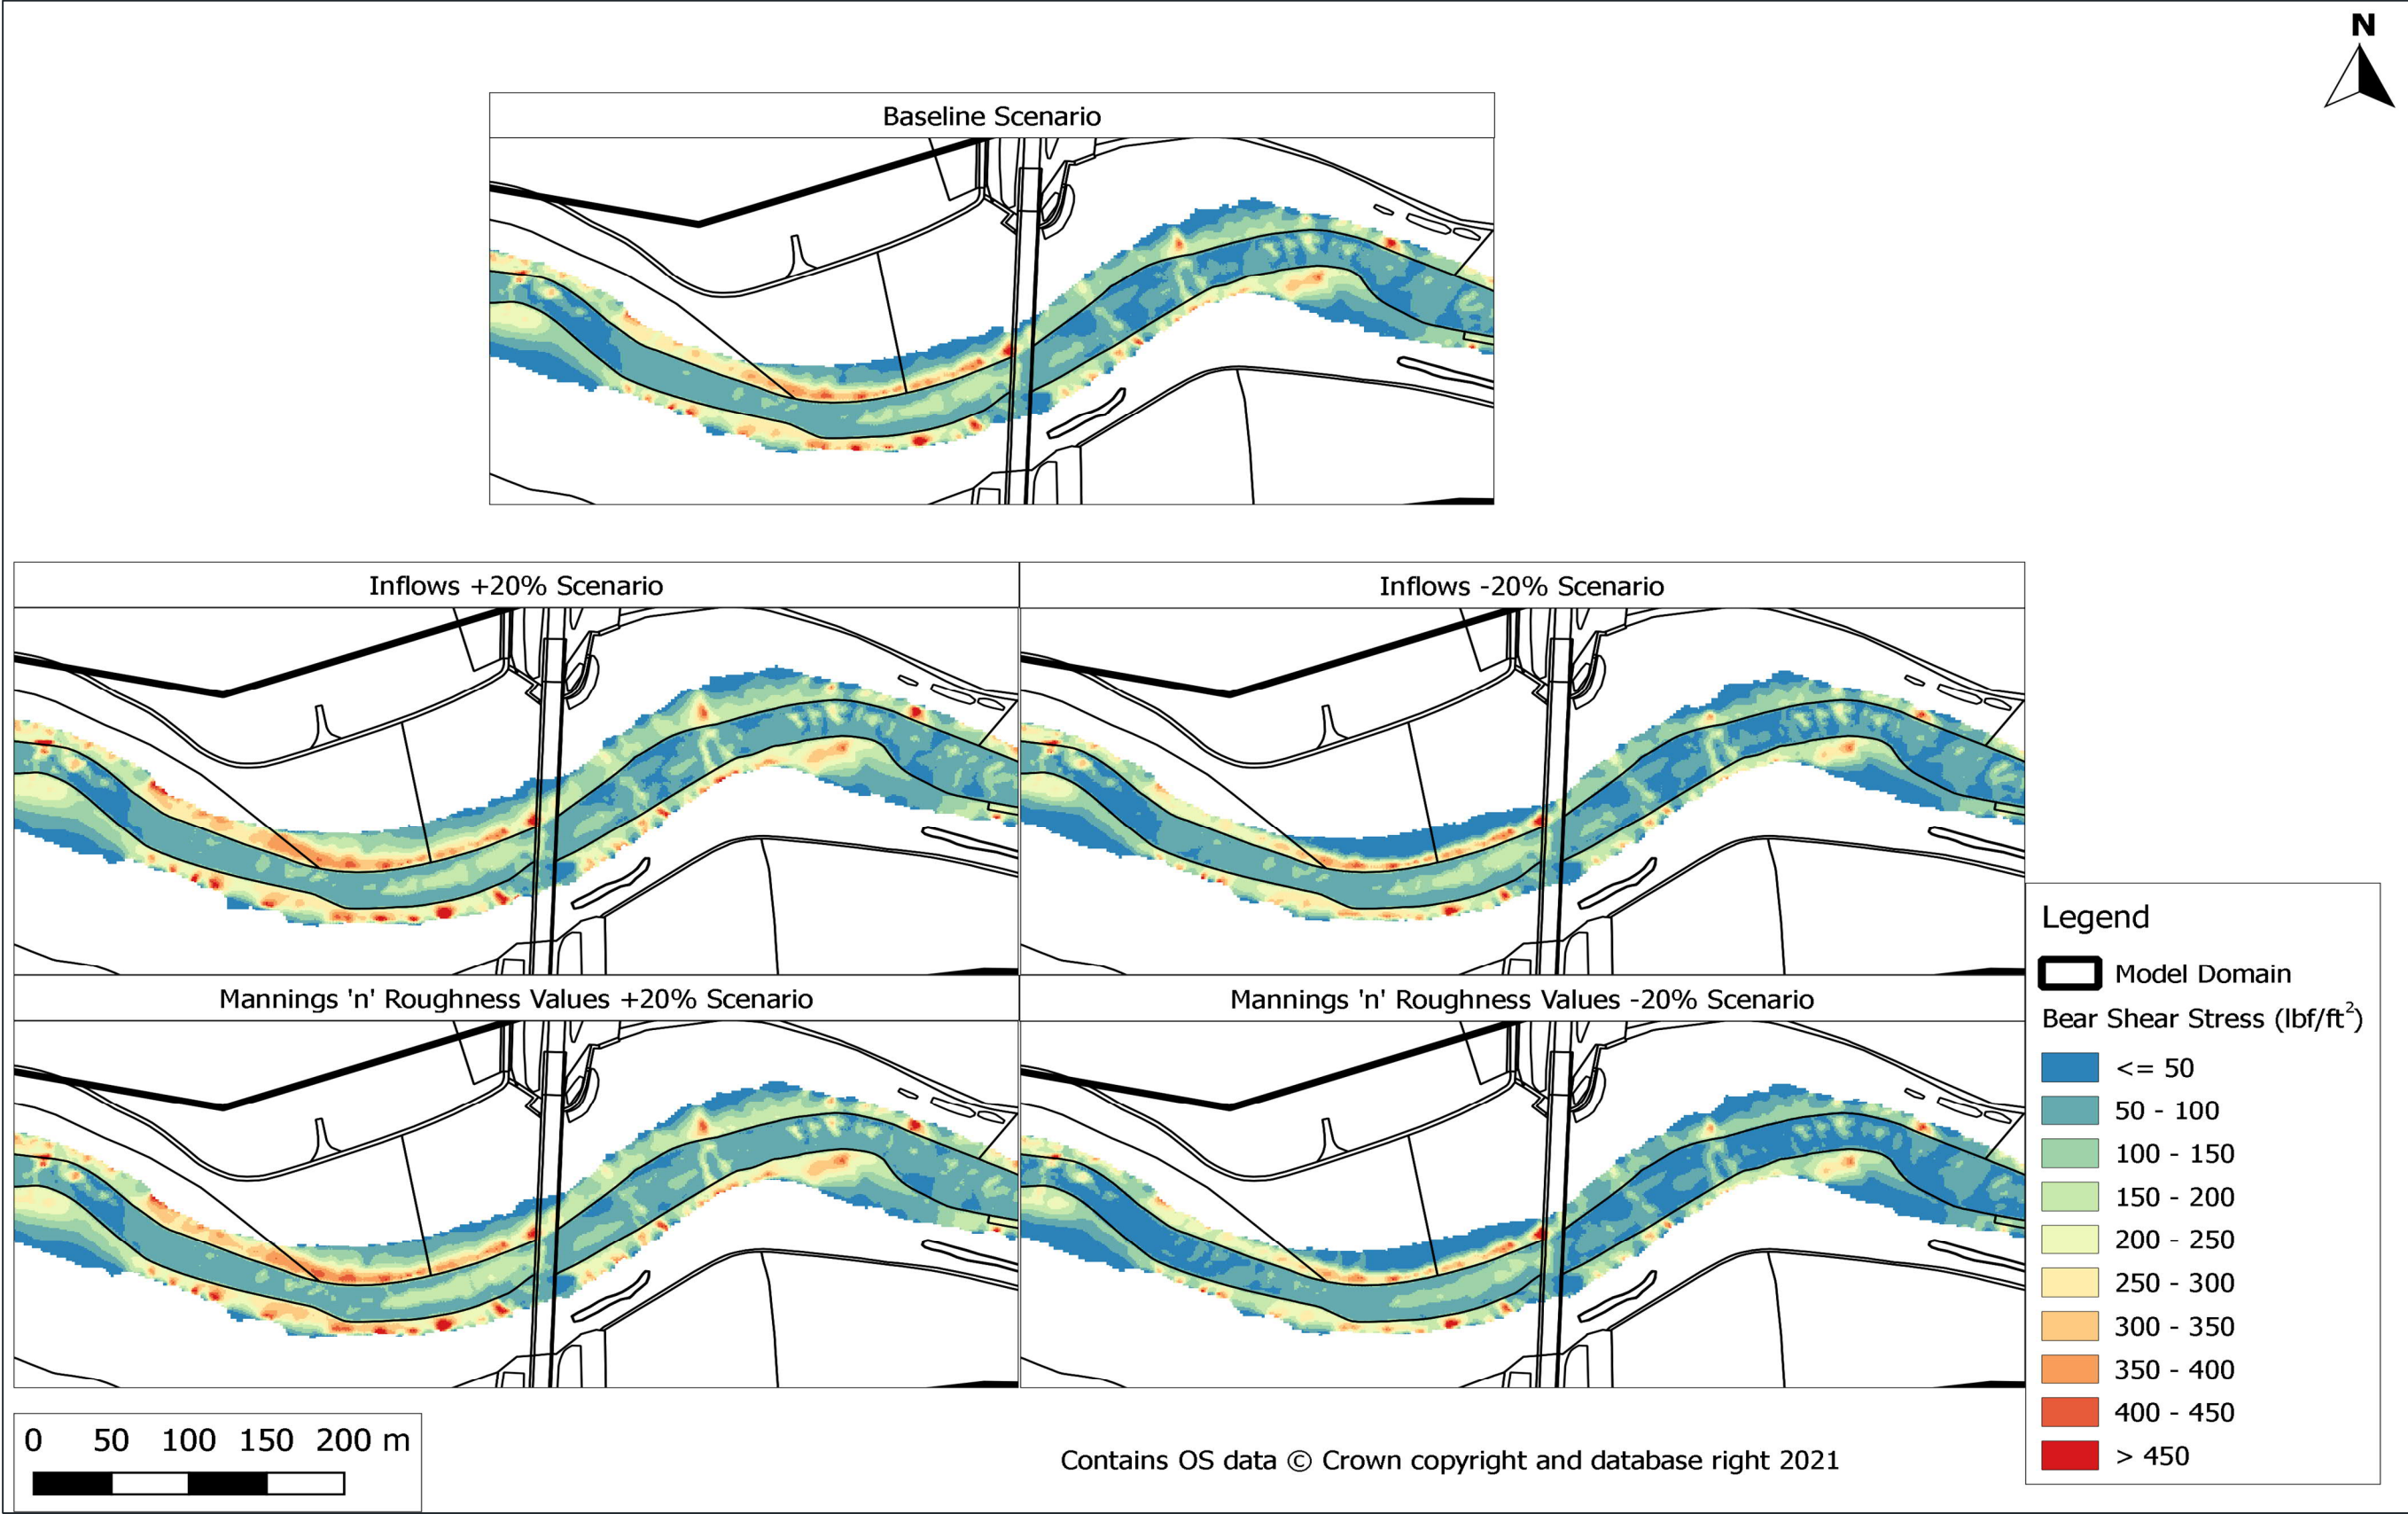 N
Baseline Scenario
Inflows +20% Scenario
Inflows -20% Scenario
Mannings 'n' Roughness Values +20% Scenario
Mannings 'n' Roughness Values -20% Scenario
Legend
Model Domain
Bear Shear Stress (lbf/ft²)
<= 50
50 - 100
100 - 150
150 - 200
200 - 250
250 - 300
300 - 350
350 - 400
400 - 450
> 450
0 50 100 150 200 m
Contains OS data © Crown copyright and database right 2021